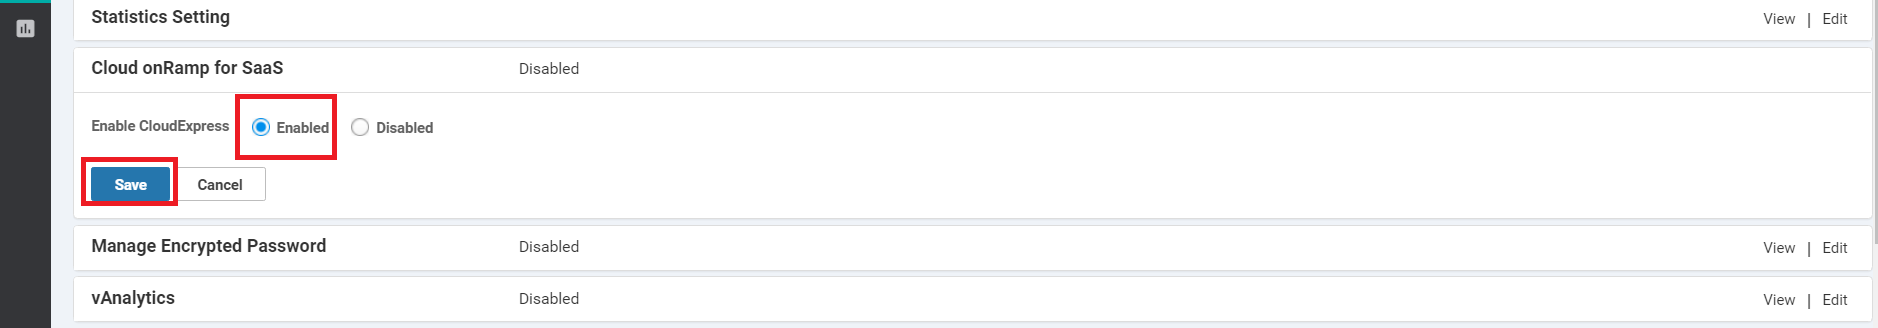 Statistics Setting View | Edit
Cloud onRamp for SaaS Disabled
Enable CloudExpress Enabled Disabled
Save Cancel
Manage Encrypted Password Disabled View | Edit
vAnalytics Disabled View | Edit